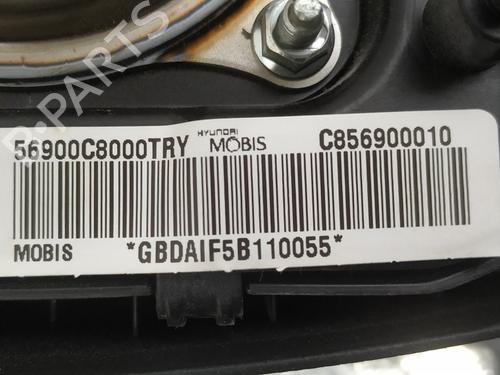 B-PARTS
56900C8000TRY HYUNDAI MOBIS C856900010
MOBIS *GBDAIF5B110055*